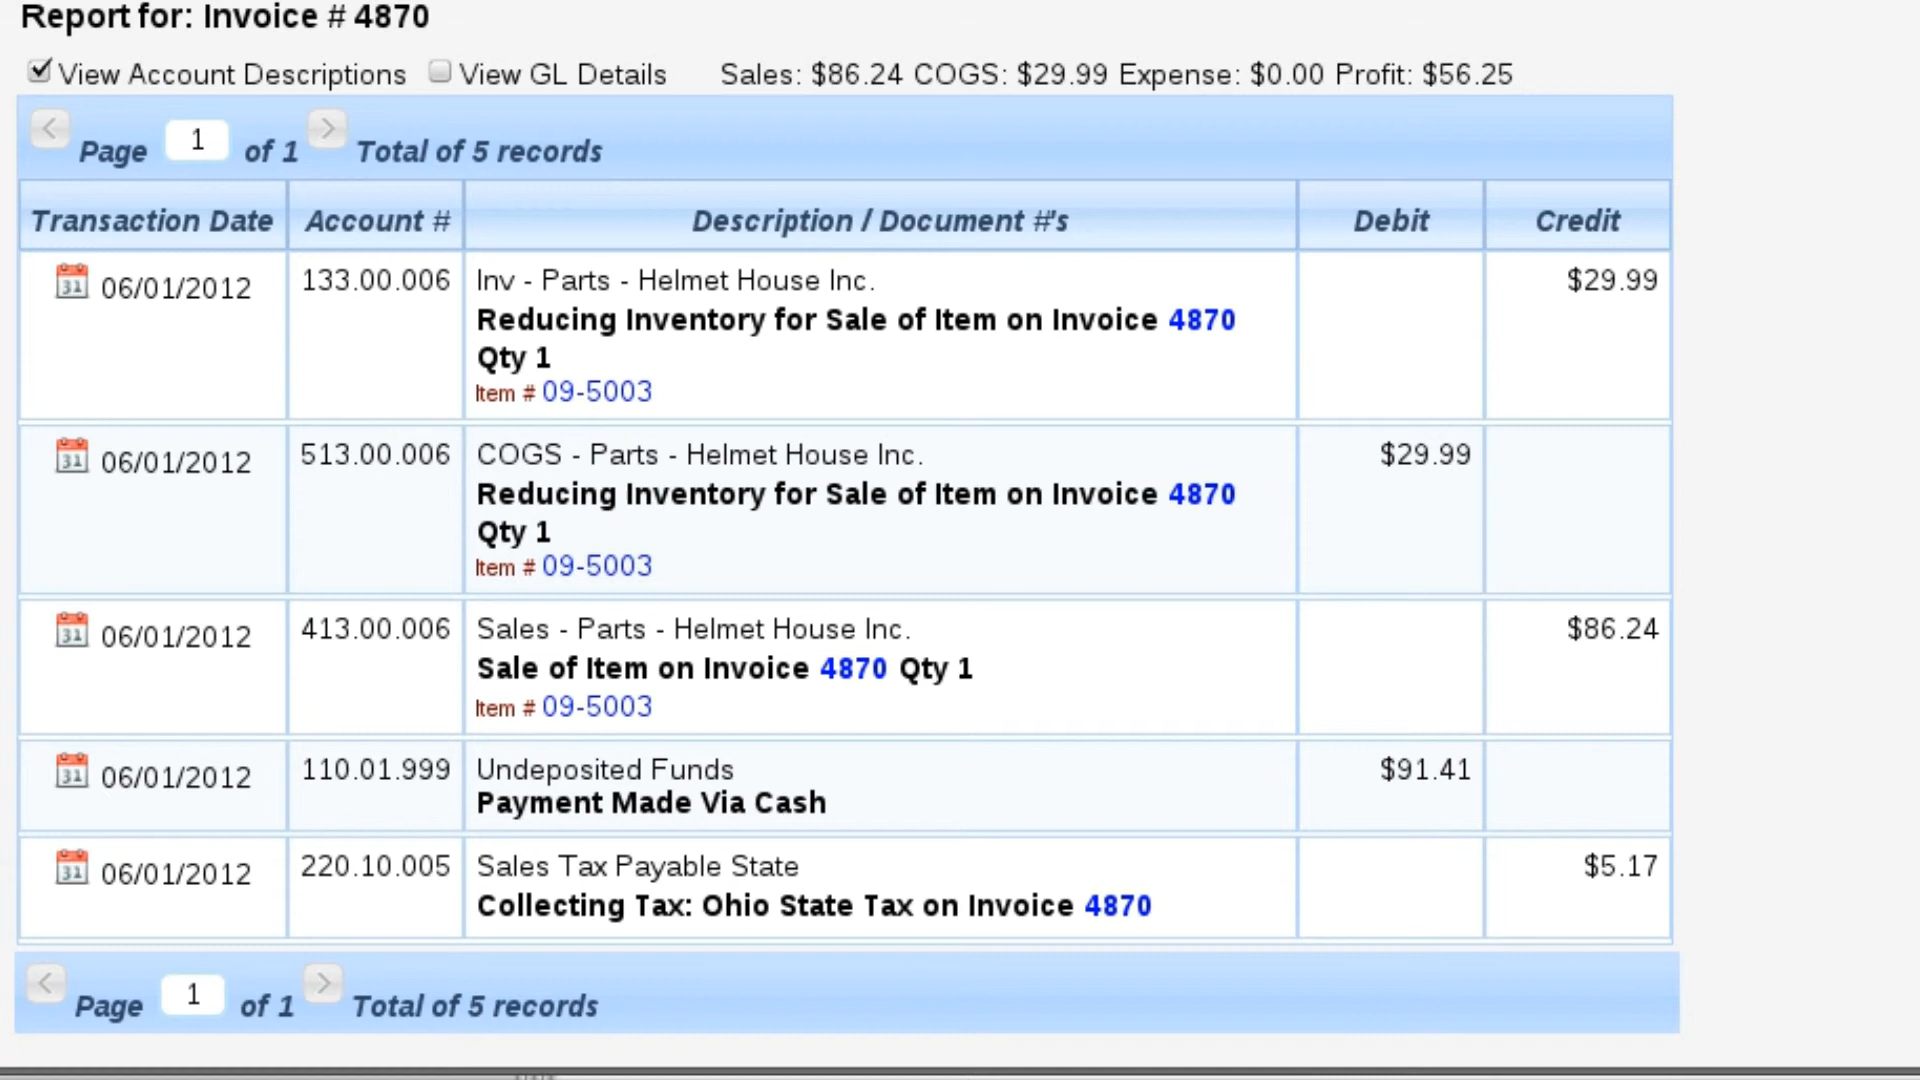 Report for: Invoice # 4870
View Account Descriptions View GL Details Sales: $86.24 COGS: $29.99 Expense: $0.00 Profit: $56.25
Page 1 of 1 Total of 5 records
Transaction Date Account # Description / Document #'s Debit Credit
31 06/01/2012 133.00.006 Inv - Parts - Helmet House Inc. $29.99
Reducing Inventory for Sale of Item on Invoice 4870
Qty 1
Item # 09-5003
31 06/01/2012 513.00.006 COGS - Parts - Helmet House Inc. $29.99
Reducing Inventory for Sale of Item on Invoice 4870
Qty 1
Item # 09-5003
31 06/01/2012 413.00.006 Sales - Parts - Helmet House Inc. $86.24
Sale of Item on Invoice 4870 Qty 1
Item # 09-5003
31 06/01/2012 110.01.999 Undeposited Funds $91.41
Payment Made Via Cash
31 06/01/2012 220.10.005 Sales Tax Payable State $5.17
Collecting Tax: Ohio State Tax on Invoice 4870
Page 1 of 1 Total of 5 records